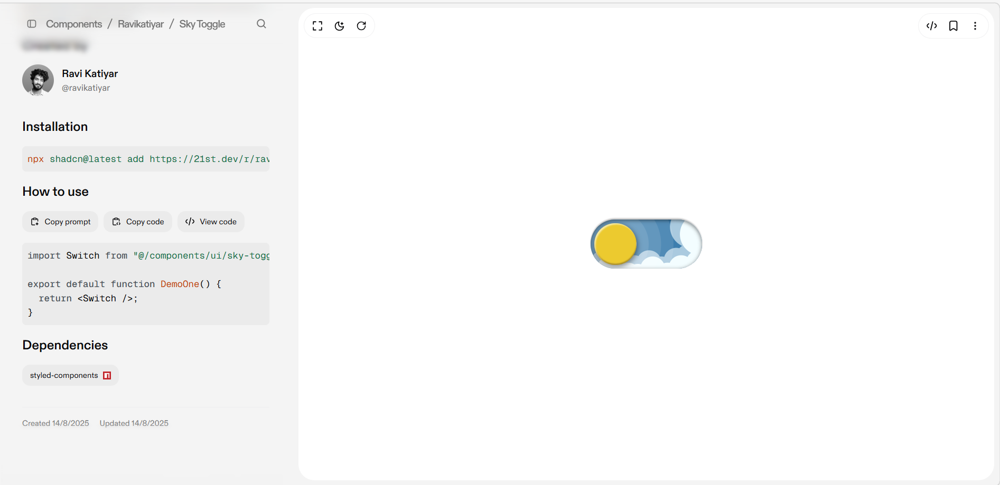 Components / Ravikatiyar / Sky Toggle
Created by
Ravi Katiyar
@ravikatiyar
Installation
npx shadcn@latest add https://21st.dev/r/rav
How to use
Copy prompt
Copy code
View code
import Switch from "@/components/ui/sky-togg
export default function DemoOne() {
return <Switch />;
}
Dependencies
styled-components
Created 14/8/2025 Updated 14/8/2025